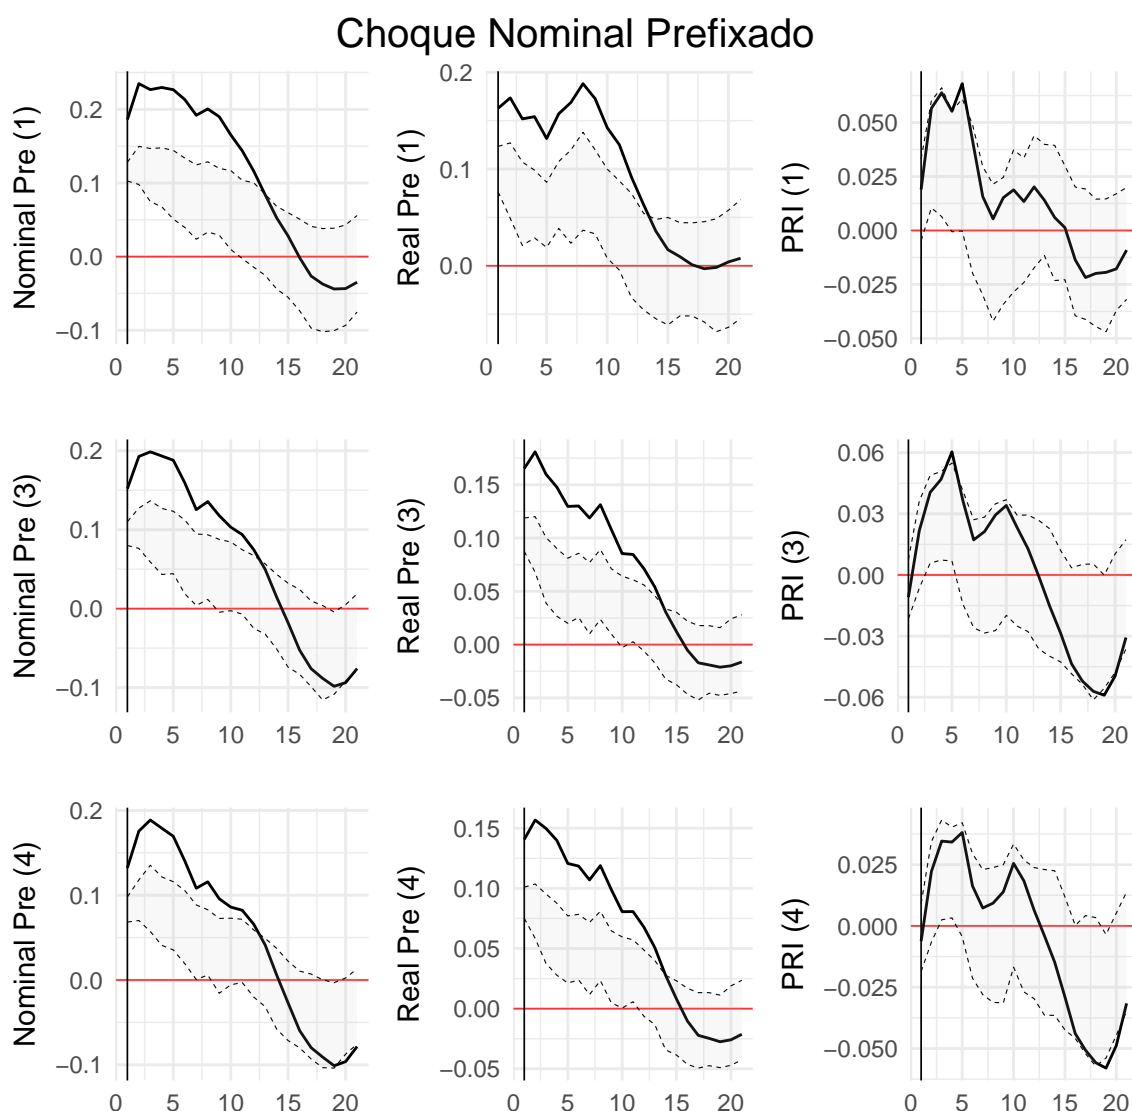 Choque Nominal Prefixado
Nominal Pre (1)
0.2
0.1
0.0
−0.1
0 5 10 15 20
Real Pre (1)
0.2
0.1
0.0
0 5 10 15 20
PRI (1)
0.050
0.025
0.000
−0.025
−0.050
0 5 10 15 20
Nominal Pre (3)
0.2
0.1
0.0
−0.1
0 5 10 15 20
Real Pre (3)
0.15
0.10
0.05
0.00
−0.05
0 5 10 15 20
PRI (3)
0.06
0.03
0.00
−0.03
−0.06
0 5 10 15 20
Nominal Pre (4)
0.2
0.1
0.0
−0.1
0 5 10 15 20
Real Pre (4)
0.15
0.10
0.05
0.00
−0.05
0 5 10 15 20
PRI (4)
0.025
0.000
−0.025
−0.050
0 5 10 15 20